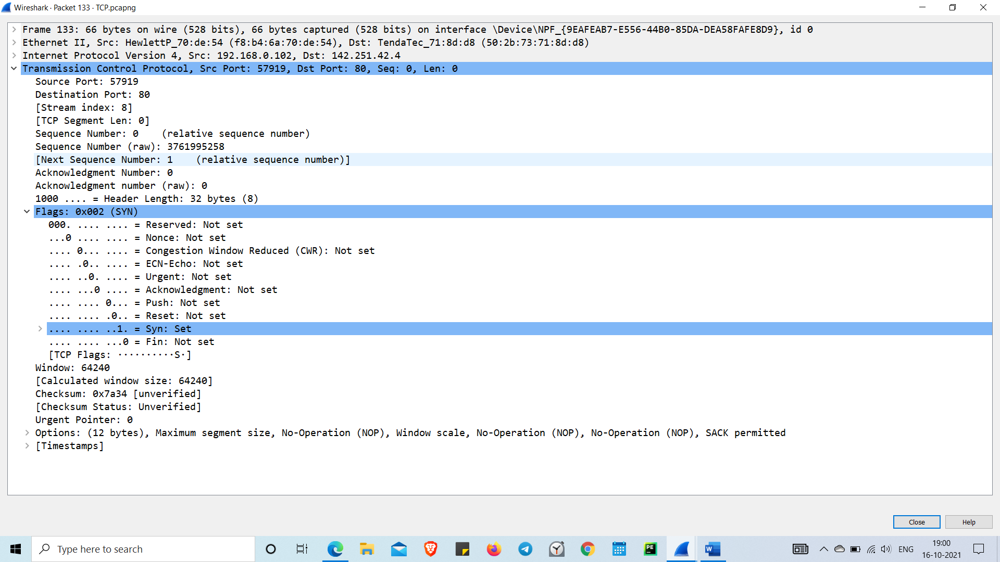 Wireshark · Packet 133 · TCP.pcapng
Frame 133: 66 bytes on wire (528 bits), 66 bytes captured (528 bits) on interface \Device\NPF_{9EAFEAB7-E556-44B0-85DA-DEA58FAFE8D9}, id 0
Ethernet II, Src: HewlettP_70:de:54 (f8:b4:6a:70:de:54), Dst: TendaTec_71:8d:d8 (50:2b:73:71:8d:d8)
Internet Protocol Version 4, Src: 192.168.0.102, Dst: 142.251.42.4
Transmission Control Protocol, Src Port: 57919, Dst Port: 80, Seq: 0, Len: 0
Source Port: 57919
Destination Port: 80
[Stream index: 8]
[TCP Segment Len: 0]
Sequence Number: 0    (relative sequence number)
Sequence Number (raw): 3761995258
[Next Sequence Number: 1    (relative sequence number)]
Acknowledgment Number: 0
Acknowledgment number (raw): 0
1000 .... = Header Length: 32 bytes (8)
Flags: 0x002 (SYN)
000. .... .... = Reserved: Not set
...0 .... .... = Nonce: Not set
.... 0... .... = Congestion Window Reduced (CWR): Not set
.... .0.. .... = ECN-Echo: Not set
.... ..0. .... = Urgent: Not set
.... ...0 .... = Acknowledgment: Not set
.... .... 0... = Push: Not set
.... .... .0.. = Reset: Not set
.... .... ..1. = Syn: Set
.... .... ...0 = Fin: Not set
[TCP Flags: ··········S·]
Window: 64240
[Calculated window size: 64240]
Checksum: 0x7a34 [unverified]
[Checksum Status: Unverified]
Urgent Pointer: 0
Options: (12 bytes), Maximum segment size, No-Operation (NOP), Window scale, No-Operation (NOP), No-Operation (NOP), SACK permitted
[Timestamps]
Close
Help
Type here to search
PE
W
ENG
19:00
16-10-2021